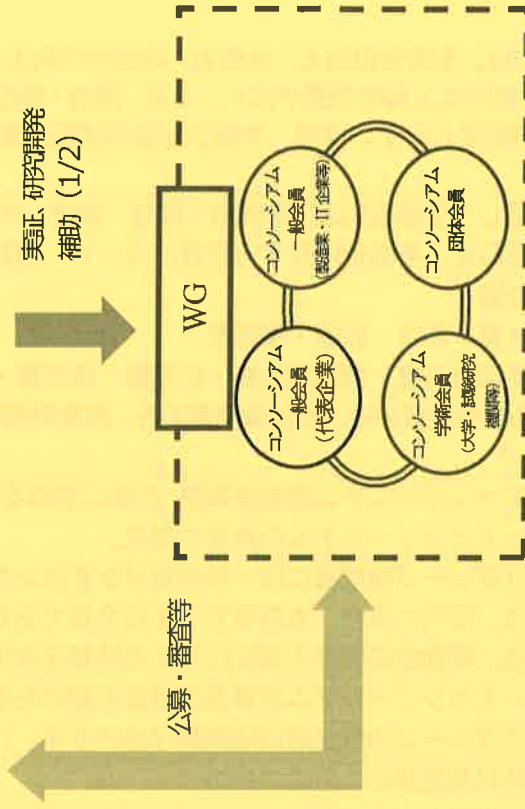 実証、研究開発
補助（1/2）
公募・審査等
WG
コンソーシアム
一般会員
（代表企業）
コンソーシアム
一般会員
（製造業・IT企業等）
コンソーシアム
学術会員
（大学・試験研究
機関等）
コンソーシアム
団体会員